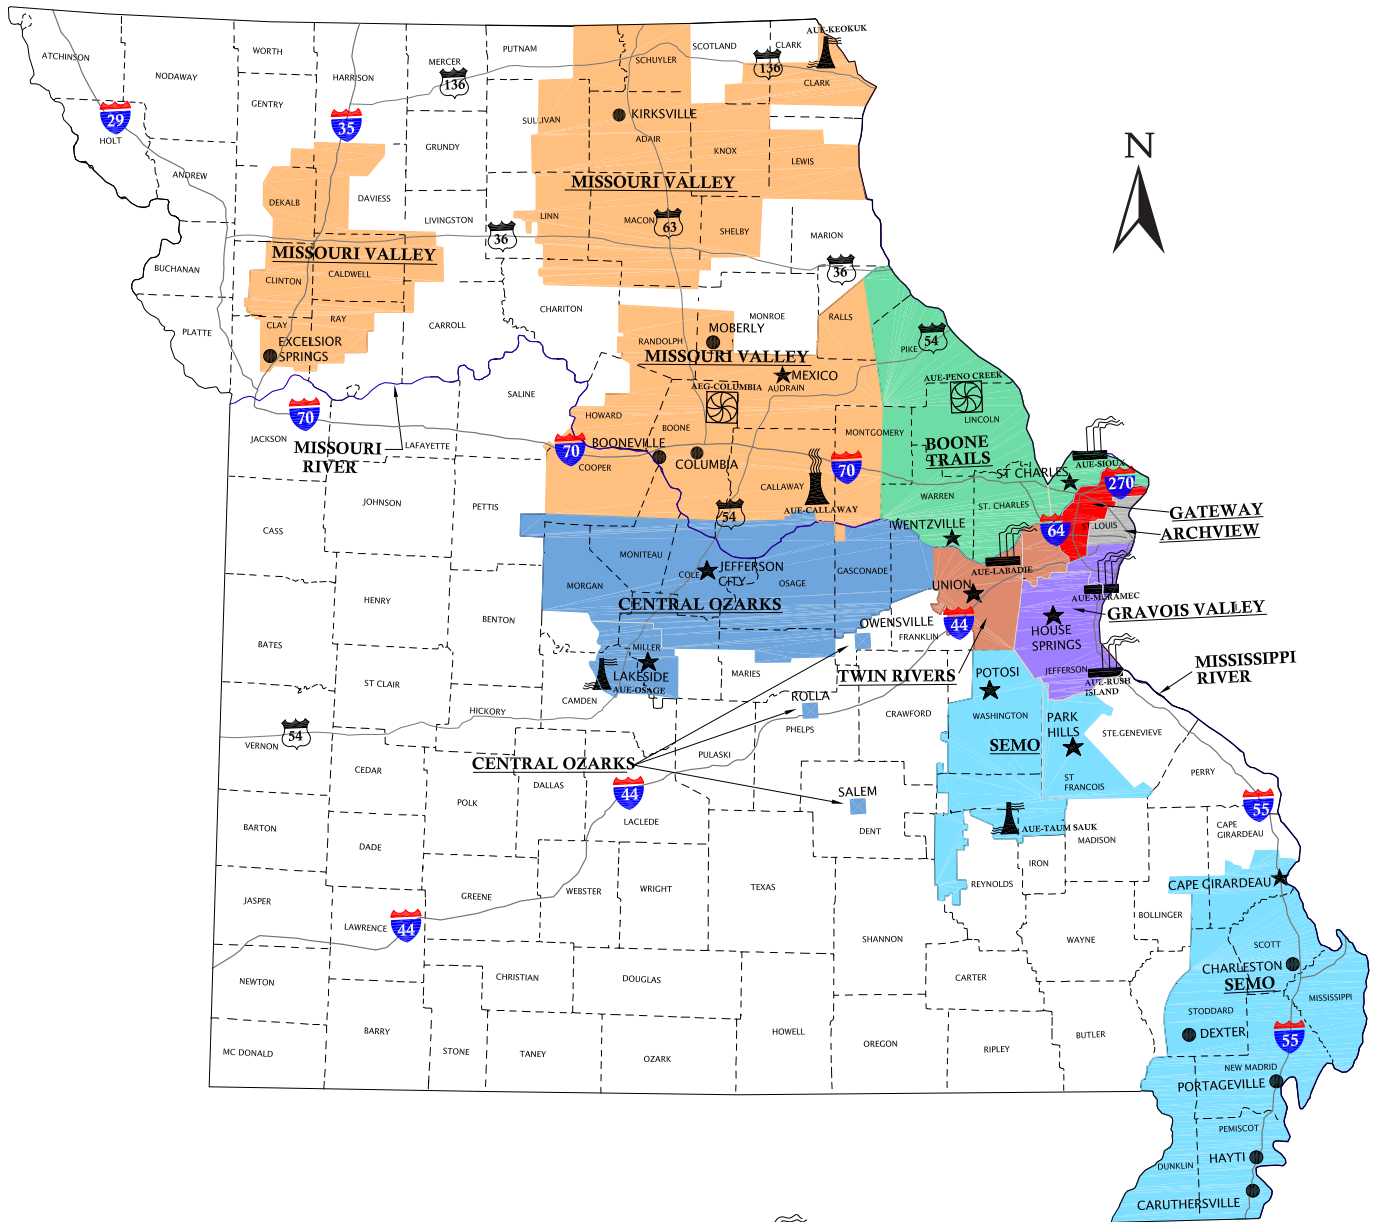 AUE-KEOKUK
PUTNAM
SCOTLAND
CLARK
ATCHINSON
WORTH
MERCER
SCHUYLER
NODAWAY
HARRISON
136
136
CLARK
GENTRY
29
35
SULLIVAN
KIRKSVILLE
HOLT
GRUNDY
ADAIR
KNOX
LEWIS
N
ANDREW
MISSOURI VALLEY
DEKALB
DAVIESS
LIVINGSTON
LINN
MACON
63
SHELBY
MARION
36
MISSOURI VALLEY
BUCHANAN
CLINTON
CALDWELL
36
CHARITON
PLATTE
CLAY
RAY
CARROLL
MONROE
RALLS
MOBERLY
RANDOLPH
54
PIKE
EXCELSIOR
SPRINGS
MISSOURI VALLEY
MEXICO
AUDRAIN
AEG-COLUMBIA
AUE-PENO CREEK
SALINE
70
HOWARD
BOONE
MONTGOMERY
LINCOLN
JACKSON
MISSOURI
RIVER
LAFAYETTE
70
BOONEVILLE
COLUMBIA
COOPER
70
BOONE
TRAILS
AUE-SIOUX
ST CHARLES
270
JOHNSON
PETTIS
CALLAWAY
AUE-CALLAWAY
54
WARREN
ST. CHARLES
GATEWAY
CASS
WENTZVILLE
64
ST.LOUIS
ARCHVIEW
MONITEAU
MORGAN
COLE
JEFFERSON
CITY
OSAGE
GASCONADE
AUE-LABADIE
UNION
AUE-MERAMEC
HENRY
CENTRAL OZARKS
BENTON
OWENSVILLE
44
FRANKLIN
GRAVOIS VALLEY
HOUSE
SPRINGS
BATES
MILLER
LAKESIDE
AUE-OSAGE
MARIES
TWIN RIVERS
POTOSI
JEFFERSON
AUE-RUSH
ISLAND
MISSISSIPPI
RIVER
ST CLAIR
CAMDEN
HICKORY
ROLLA
PHELPS
CRAWFORD
WASHINGTON
PARK
HILLS
STE.GENEVIEVE
54
VERNON
PULASKI
SEMO
CENTRAL OZARKS
CEDAR
DALLAS
44
SALEM
ST
FRANCOIS
PERRY
POLK
LACLEDE
55
BARTON
DENT
AUE-TAUM SAUK
MADISON
CAPE
GIRARDEAU
DADE
IRON
REYNOLDS
CAPE GIRARDEAU
JASPER
GREENE
WEBSTER
WRIGHT
TEXAS
BOLLINGER
LAWRENCE
44
SHANNON
WAYNE
SCOTT
CHARLESTON
NEWTON
CHRISTIAN
DOUGLAS
CARTER
SEMO
MISSISSIPPI
STODDARD
BARRY
HOWELL
DEXTER
BUTLER
55
MC DONALD
STONE
TANEY
OZARK
OREGON
RIPLEY
NEW MADRID
PORTAGEVILLE
PEMISCOT
HAYTI
DUNKLIN
CARUTHERSVILLE